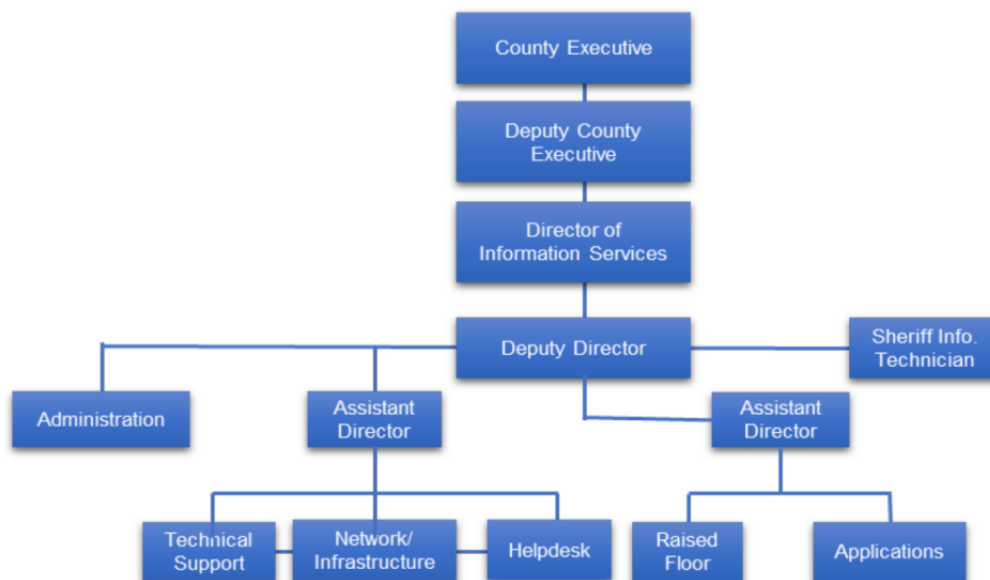 County Executive
Deputy County
Executive
Director of
Information Services
Deputy Director
Sheriff Info.
Technician
Administration
Assistant
Director
Assistant
Director
Technical
Support
Network/
Infrastructure
Helpdesk
Raised
Floor
Applications